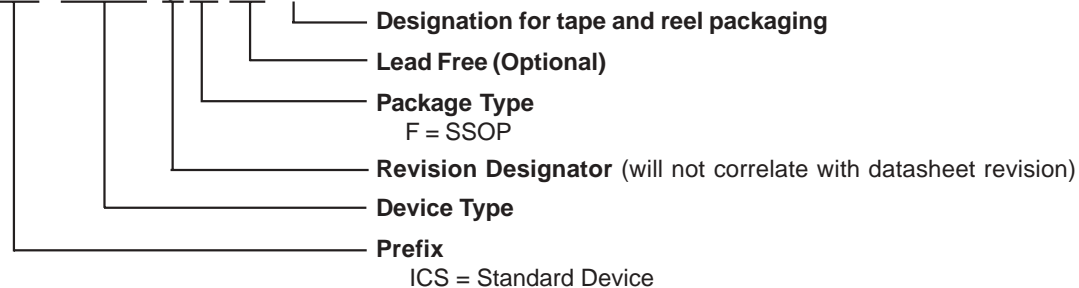 Designation for tape and reel packaging
Lead Free (Optional)
Package Type
F = SSOP
Revision Designator (will not correlate with datasheet revision)
Device Type
Prefix
ICS = Standard Device